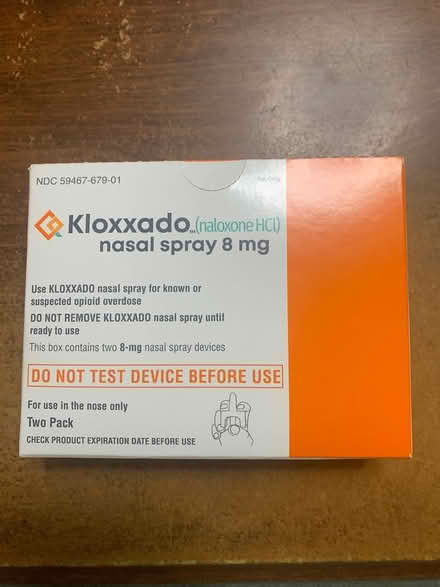 NDC 59467-679-01
Kloxxado™ (naloxone HCl)
nasal spray 8 mg
Use KLOXXADO nasal spray for known or
suspected opioid overdose
DO NOT REMOVE KLOXXADO nasal spray until
ready to use
This box contains two 8-mg nasal spray devices
DO NOT TEST DEVICE BEFORE USE
For use in the nose only
Two Pack
CHECK PRODUCT EXPIRATION DATE BEFORE USE